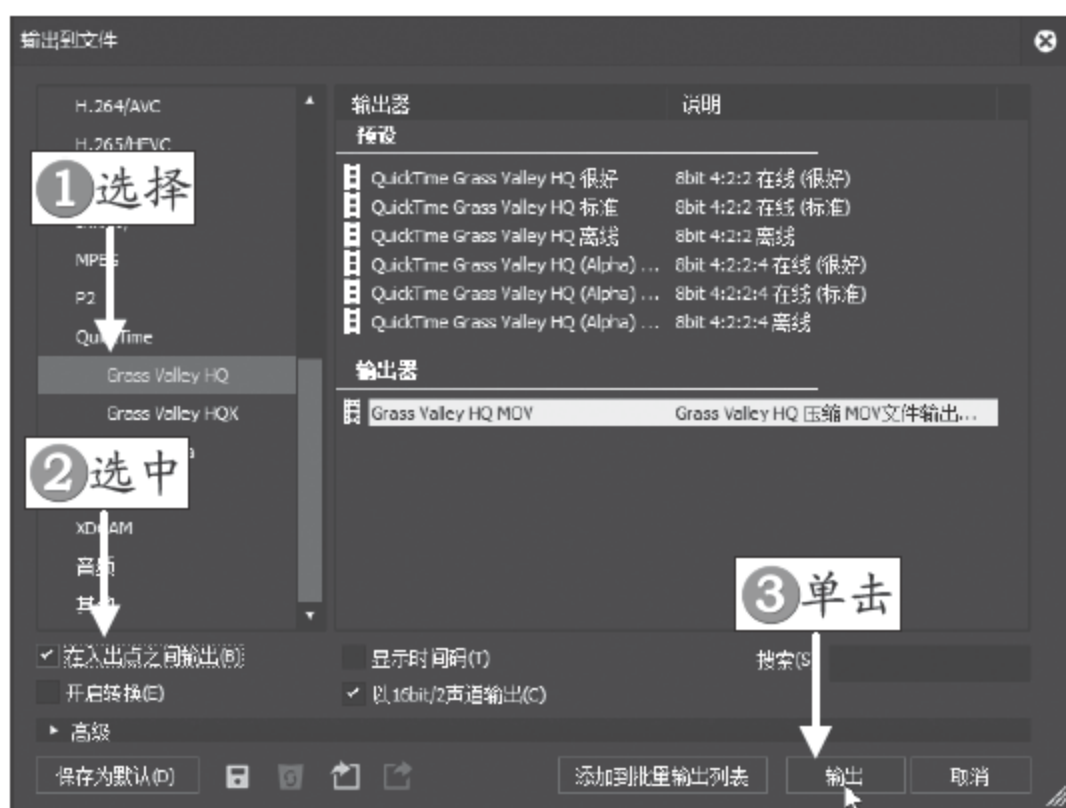 输出到文件
H.264/AVC
H.265/HEVC
1选择
MPEG
P2
QuickTime
Grass Valley HQ
Grass Valley HQX
2选中
XDCAM
音频
其他
输出器 说明
预设
QuickTime Grass Valley HQ 很好 8bit 4:2:2 在线 (很好)
QuickTime Grass Valley HQ 标准 8bit 4:2:2 在线 (标准)
QuickTime Grass Valley HQ 离线 8bit 4:2:2 离线
QuickTime Grass Valley HQ (Alpha) ... 8bit 4:2:2:4 在线 (很好)
QuickTime Grass Valley HQ (Alpha) ... 8bit 4:2:2:4 在线 (标准)
QuickTime Grass Valley HQ (Alpha) ... 8bit 4:2:2:4 离线
输出器
Grass Valley HQ MOV Grass Valley HQ 压缩 MOV文件输出...
3单击
在入出点之间输出(B) 显示时间码(T) 搜索(S
开启转换(E) 以16bit/2声道输出(C)
高级
保存为默认(D) 添加到批量输出列表 输出 取消